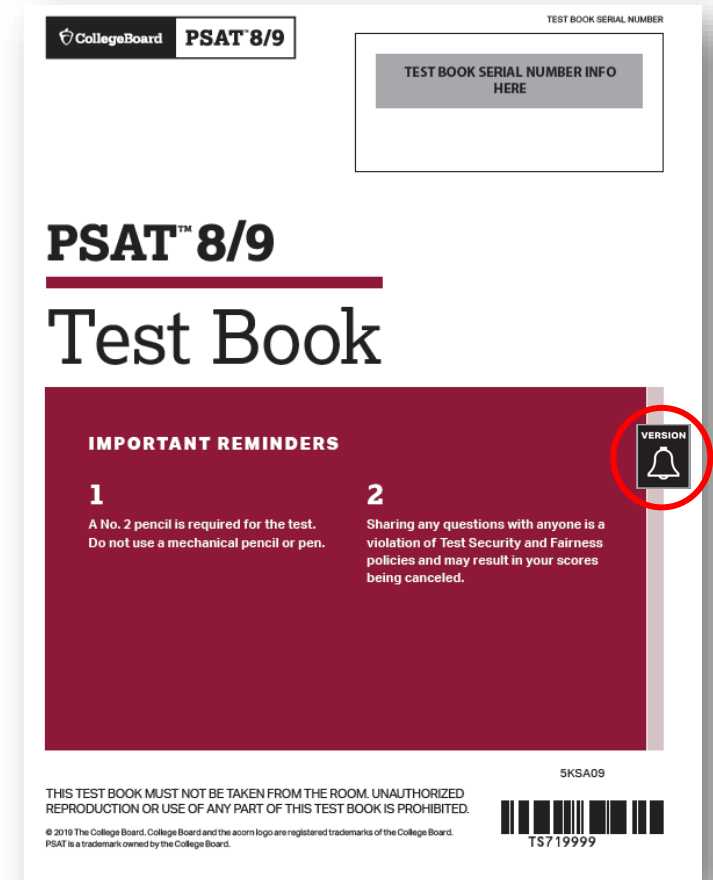 CollegeBoard PSAT™ 8/9
TEST BOOK SERIAL NUMBER
TEST BOOK SERIAL NUMBER INFO
HERE
PSAT™ 8/9
Test Book
VERSION
IMPORTANT REMINDERS
1
A No. 2 pencil is required for the test.
Do not use a mechanical pencil or pen.
2
Sharing any questions with anyone is a
violation of Test Security and Fairness
policies and may result in your scores
being canceled.
5KSA09
THIS TEST BOOK MUST NOT BE TAKEN FROM THE ROOM. UNAUTHORIZED
REPRODUCTION OR USE OF ANY PART OF THIS TEST BOOK IS PROHIBITED.
© 2019 The College Board. College Board and the acorn logo are registered trademarks of the College Board.
PSAT is a trademark owned by the College Board.
TS719999